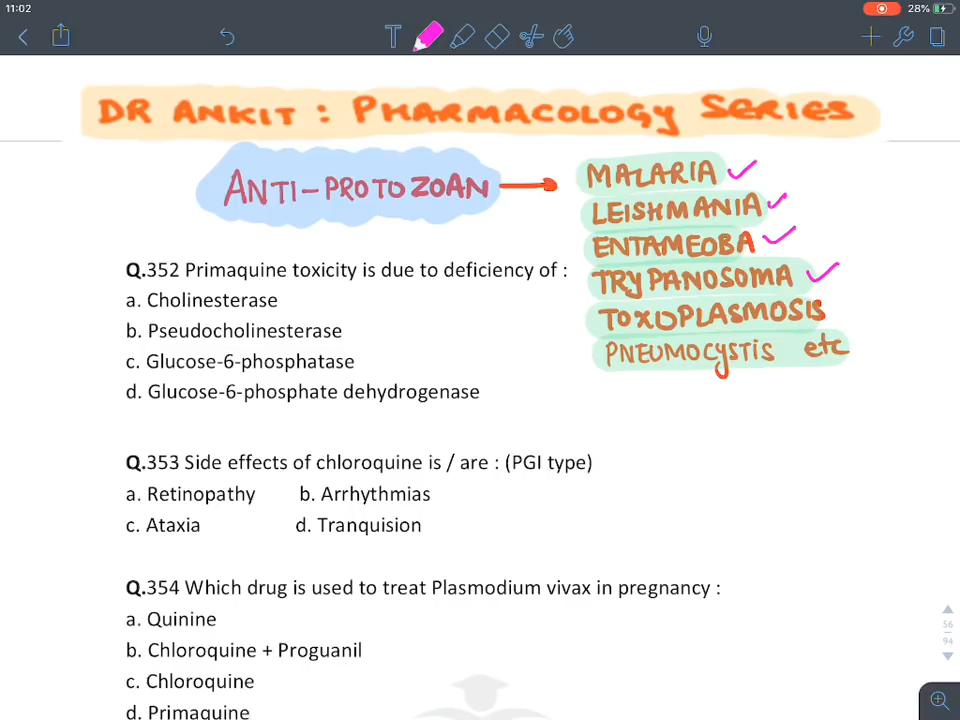 11:02
28%
T
DR ANKIT : PHARMACOLOGY SERIES
ANTI-PROTOZOAN
MALARIA
LEISHMANIA
ENTAMEOBA
TRYPANOSOMA
TOXOPLASMOSIS
PNEUMOCYSTIS etc
Q.352 Primaquine toxicity is due to deficiency of :
a. Cholinesterase
b. Pseudocholinesterase
c. Glucose-6-phosphatase
d. Glucose-6-phosphate dehydrogenase
Q.353 Side effects of chloroquine is / are : (PGI type)
a. Retinopathy b. Arrhythmias
c. Ataxia d. Tranquision
Q.354 Which drug is used to treat Plasmodium vivax in pregnancy :
a. Quinine
b. Chloroquine + Proguanil
c. Chloroquine
d. Primaquine
56
94